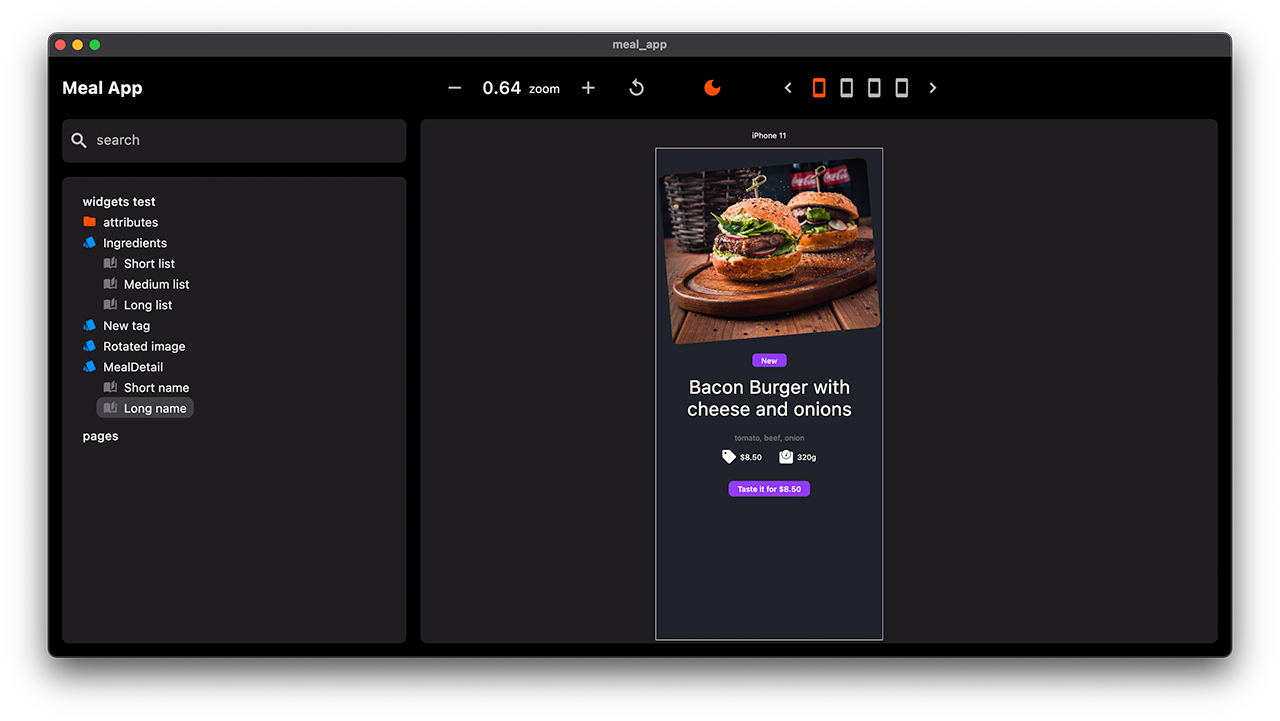 meal_app
Meal App
0.64 zoom
search
widgets test
attributes
Ingredients
Short list
Medium list
Long list
New tag
Rotated image
MealDetail
Short name
Long name
pages
iPhone 11
Coca-Cola
New
Bacon Burger with
cheese and onions
tomato, beef, onion
$8.50
320g
Taste it for $8.50